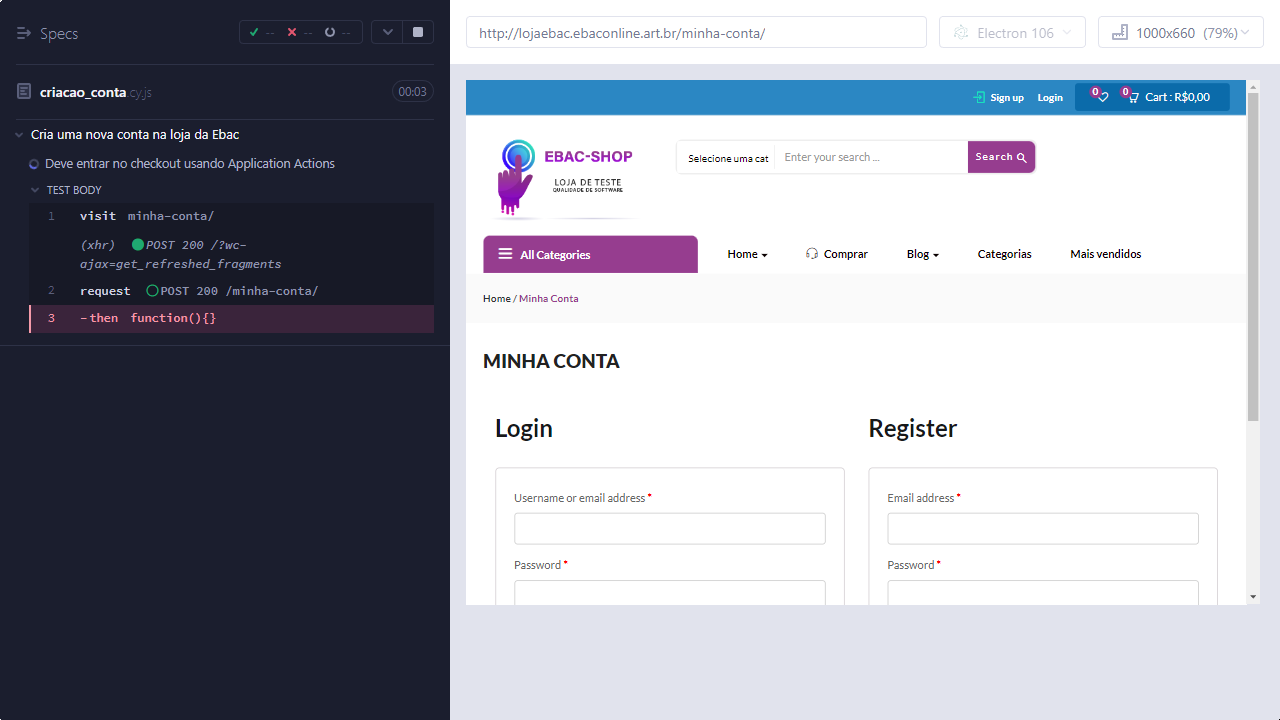 Specs
--
--
--
criacao_conta.cy.js
00:03
Cria uma nova conta na loja da Ebac
Deve entrar no checkout usando Application Actions
TEST BODY
1 visit minha-conta/
(xhr) POST 200 /?wc-
ajax=get_refreshed_fragments
2 request POST 200 /minha-conta/
3 -then function(){}
http://lojaebac.ebaconline.art.br/minha-conta/
Electron 106
1000x660 (79%)
Sign up
Login
0
0
Cart : R$0,00
EBAC-SHOP
LOJA DE TESTE
QUALIDADE DE SOFTWARE
Selecione uma cat
Enter your search ...
Search
All Categories
Home
Comprar
Blog
Categorias
Mais vendidos
Home / Minha Conta
MINHA CONTA
Login
Username or email address *
Password *
Register
Email address *
Password *